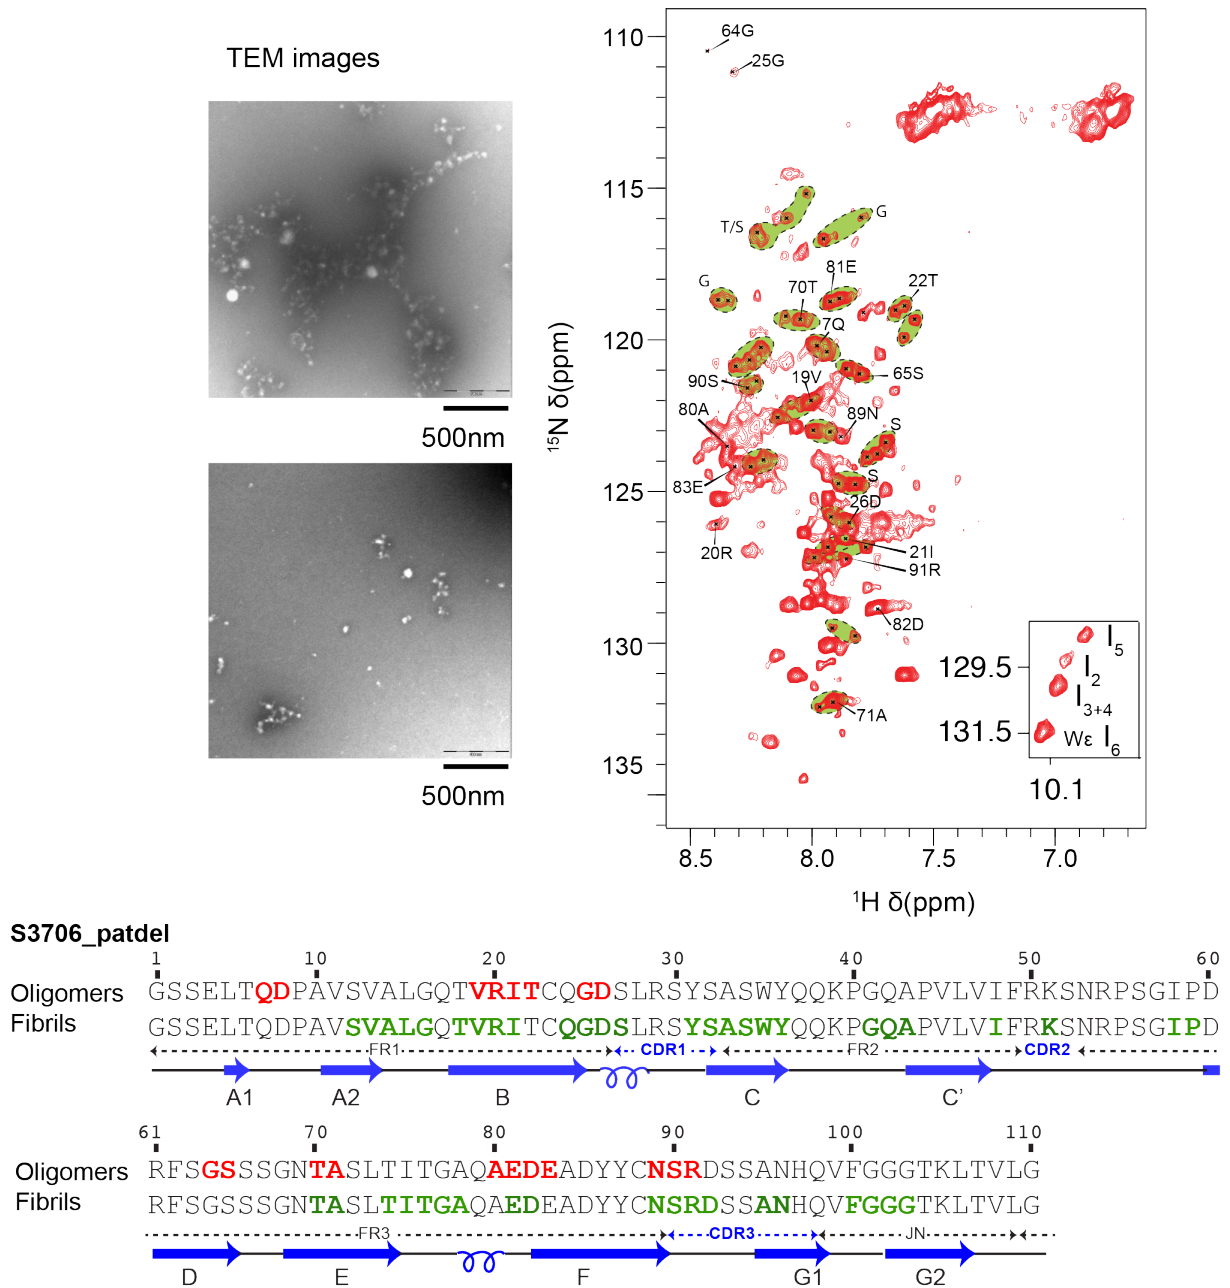 TEM images
500nm
500nm
110
115
120
125
130
135
¹⁵N δ(ppm)
64G
25G
T/S
G
81E
G
70T
22T
7Q
90S
19V
65S
80A
89N
S
83E
S
26D
20R
21I
91R
82D
71A
129.5
131.5
I₅
I₂
I₃₊₄
Wε I₆
10.1
8.5 8.0 7.5 7.0
¹H δ(ppm)
S3706_patdel
1 10 20 30 40 50 60
Oligomers GSSELTQDPAVSVALGQTVRITCQGDSLRSYSASWYQQKPGQAPVLVIFRKSNRPSGIPD
Fibrils GSSELTQDPAVSVALGQTVRITCQGDSLRSYSASWYQQKPGQAPVLVIFRKSNRPSGIPD
FR1 CDR1 FR2 CDR2
A1 A2 B C C’
61 70 80 90 100 110
Oligomers RFSGSSSGNTASLTITGAQAEDEADYYCNSRDSSANHQVFGGGTKLTVLG
Fibrils RFSGSSSGNTASLTITGAQAEDEADYYCNSRDSSANHQVFGGGTKLTVLG
FR3 CDR3 JN
D E F G1 G2